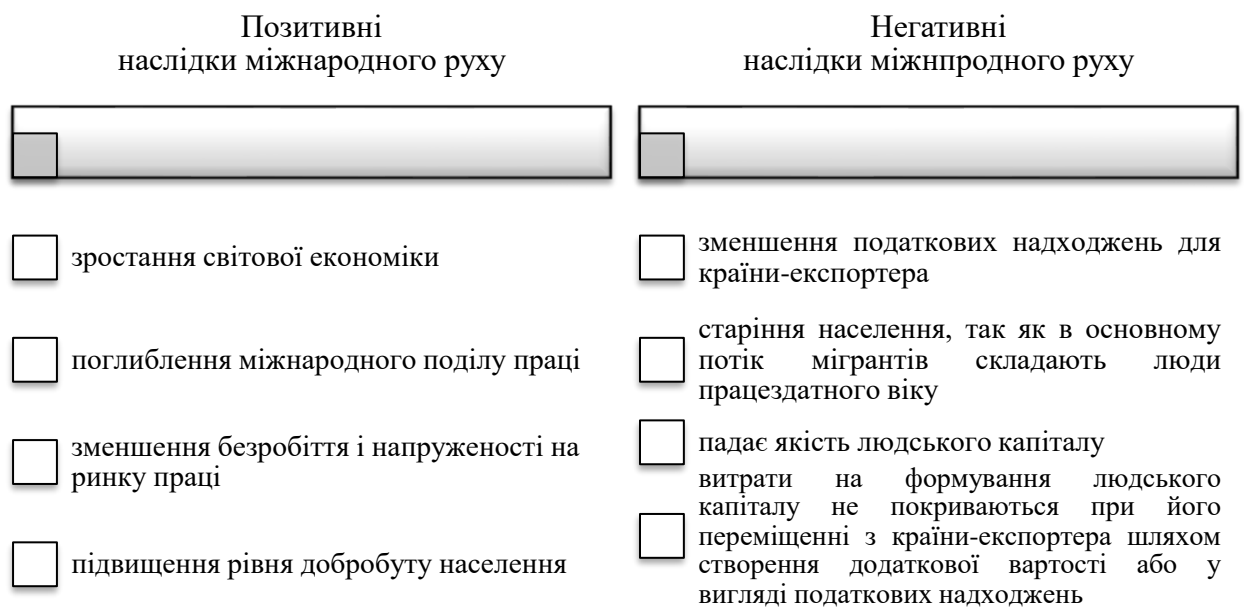 Позитивні
наслідки міжнародного руху
зростання світової економіки
поглиблення міжнародного поділу праці
зменшення безробіття і напруженості на
ринку праці
підвищення рівня добробуту населення
Негативні
наслідки міжнпродного руху
зменшення податкових надходжень для
країни-експортера
старіння населення, так як в основному
потік мігрантів складають люди
працездатного віку
падає якість людського капіталу
витрати на формування людського
капіталу не покриваються при його
переміщенні з країни-експортера шляхом
створення додаткової вартості або у
вигляді податкових надходжень